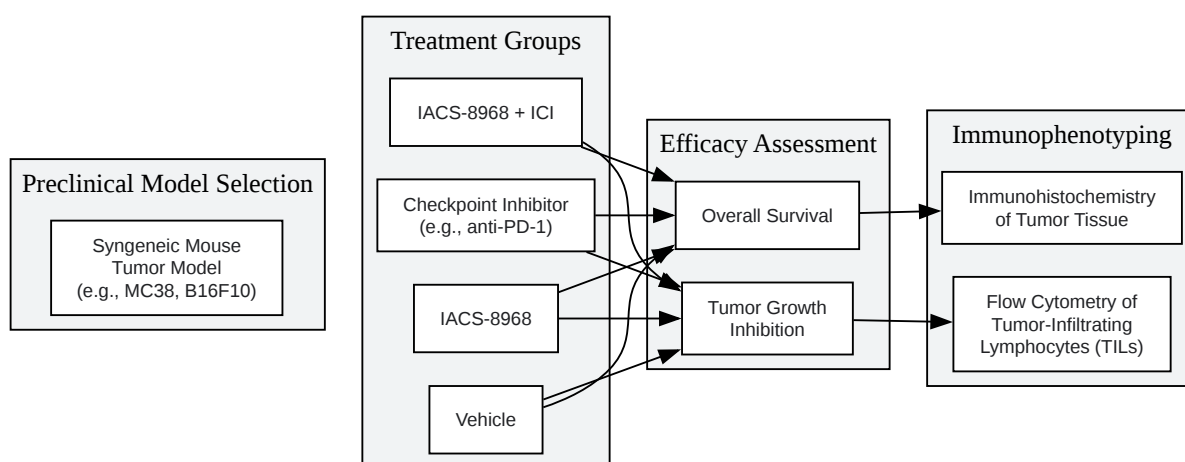 Preclinical Model Selection
Syngeneic Mouse
Tumor Model
(e.g., MC38, B16F10)
Treatment Groups
IACS-8968 + ICI
Checkpoint Inhibitor
(e.g., anti-PD-1)
IACS-8968
Vehicle
Efficacy Assessment
Overall Survival
Tumor Growth
Inhibition
Immunophenotyping
Immunohistochemistry
of Tumor Tissue
Flow Cytometry of
Tumor-Infiltrating
Lymphocytes (TILs)